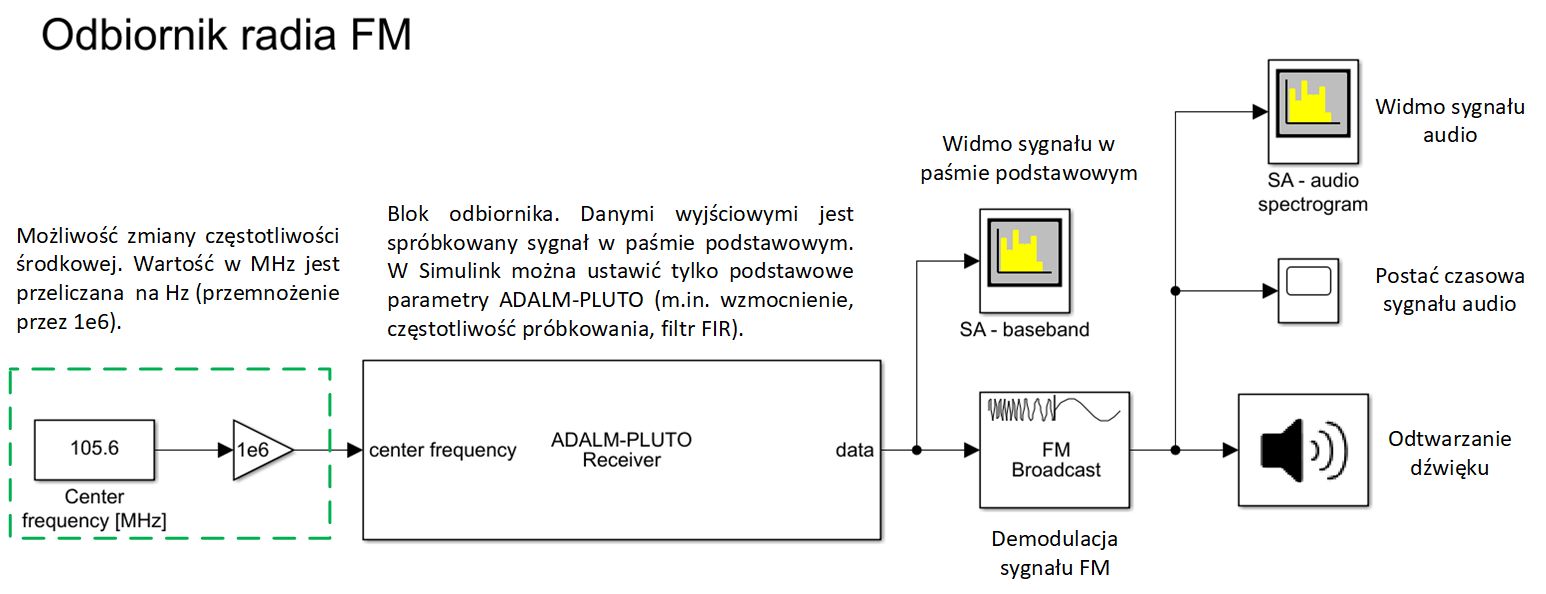 Odbiornik radia FM
Możliwość zmiany częstotliwości
środkowej. Wartość w MHz jest
przeliczana na Hz (przemnożenie
przez 1e6).
105.6
Center
frequency [MHz]
1e6
Blok odbiornika. Danymi wyjściowymi jest
spróbkowany sygnał w paśmie podstawowym.
W Simulink można ustawić tylko podstawowe
parametry ADALM-PLUTO (m.in. wzmocnienie,
częstotliwość próbkowania, filtr FIR).
center frequency
ADALM-PLUTO
Receiver
data
Widmo sygnału w
paśmie podstawowym
SA - baseband
FM
Broadcast
Demodulacja
sygnału FM
SA - audio
spectrogram
Widmo sygnału
audio
Postać czasowa
sygnału audio
Odtwarzanie
dźwięku